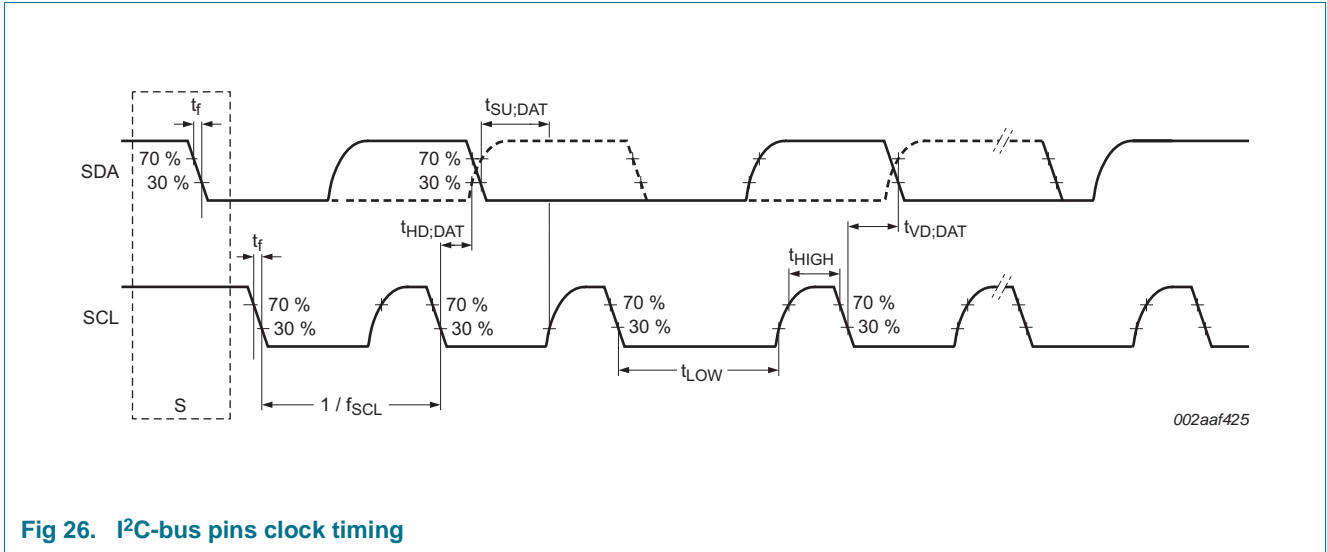 tf
tSU;DAT
SDA
70 %
30 %
70 %
30 %
tHD;DAT
tVD;DAT
tf
tHIGH
SCL
70 %
30 %
70 %
30 %
70 %
30 %
70 %
30 %
tLOW
S
1 / fSCL
002aaf425
Fig 26. I²C-bus pins clock timing